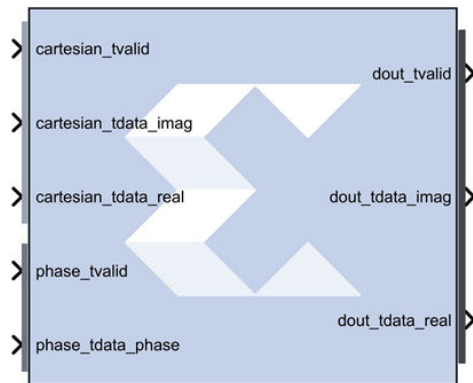 cartesian_tvalid
cartesian_tdata_imag
cartesian_tdata_real
phase_tvalid
phase_tdata_phase
dout_tvalid
dout_tdata_imag
dout_tdata_real